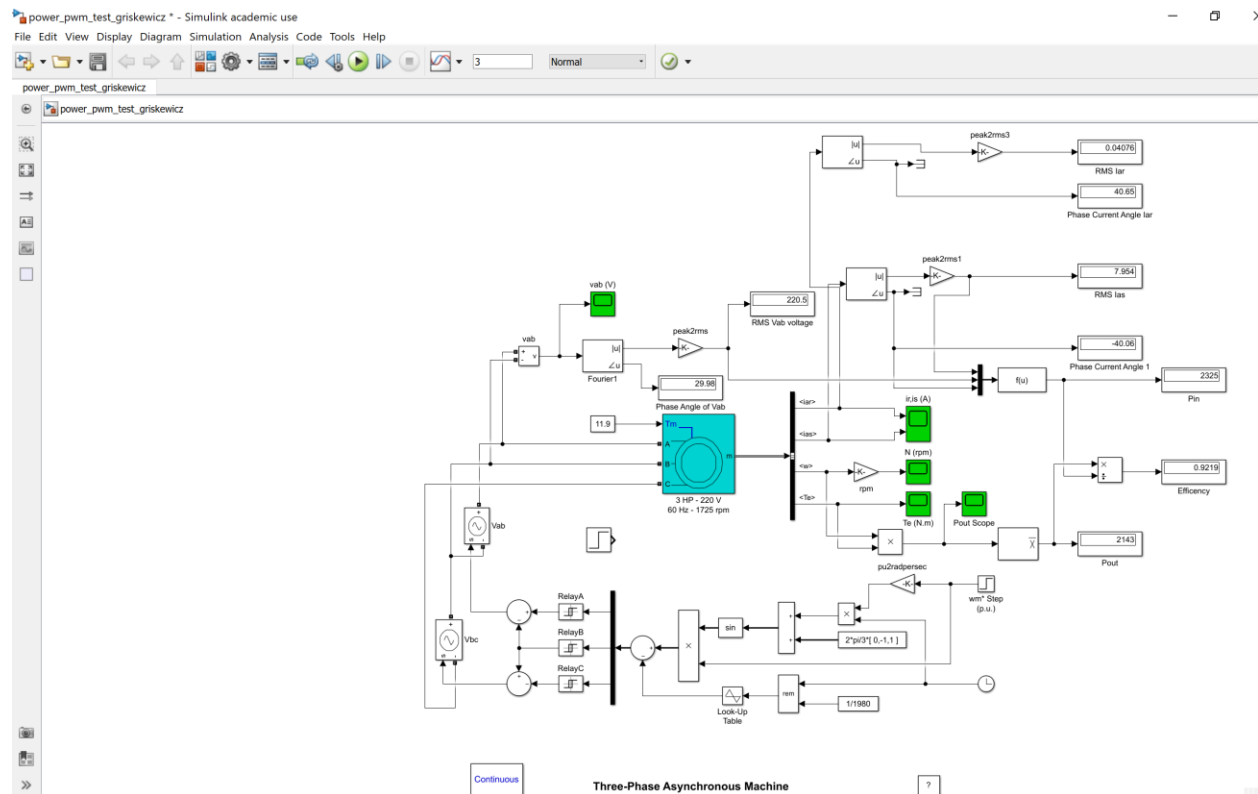 power_pwm_test_griskewicz * - Simulink academic use
File Edit View Display Diagram Simulation Analysis Code Tools Help
3
Normal
power_pwm_test_griskewicz
power_pwm_test_griskewicz
|u|
∠u
peak2rms3
-K-
0.04076
RMS Iar
40.65
Phase Current Angle Iar
|u|
∠u
peak2rms1
-K-
7.954
RMS Ias
-40.06
Phase Current Angle 1
vab (V)
220.5
RMS Vab voltage
peak2rms
-K-
vab
+
-
v
|u|
∠u
Fourier1
29.98
Phase Angle of Vab
f(u)
2325
Pin
11.9
Tm
A
B
C
m
3 HP - 220 V
60 Hz - 1725 rpm
<iar>
<ias>
<w>
<Te>
ir,is (A)
N (rpm)
-K-
rpm
Te (N.m)
Pout Scope
×
÷
0.9219
Efficency
×
X
2143
Pout
Vab
Vbc
RelayA
RelayB
RelayC
pu2radpersec
-K-
wm* Step
(p.u.)
×
sin
×
2*pi/3*[ 0,-1,1 ]
rem
1/1980
Look-Up
Table
Continuous
Three-Phase Asynchronous Machine
?